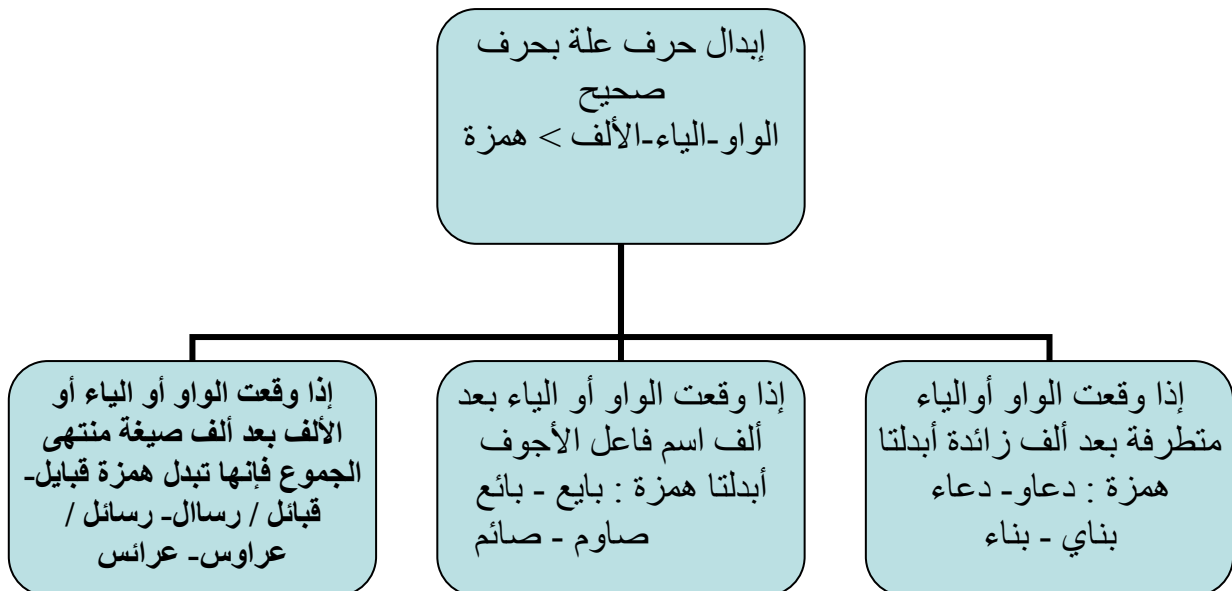 إبدال حرف علة بحرف
صحيح
الواو-الياء-الألف > همزة
إذا وقعت الواو أوالياء
متطرفة بعد ألف زائدة أبدلتا
همزة : دعاو- دعاء
بناي - بناء
إذا وقعت الواو أو الياء بعد
ألف اسم فاعل الأجوف
أبدلتا همزة : بايع - بائع
صاوم - صائم
إذا وقعت الواو أو الياء أو
الألف بعد ألف صيغة منتهى
الجموع فإنها تبدل همزة قبايل-
قبائل / رساال- رسائل /
عراوس- عرائس